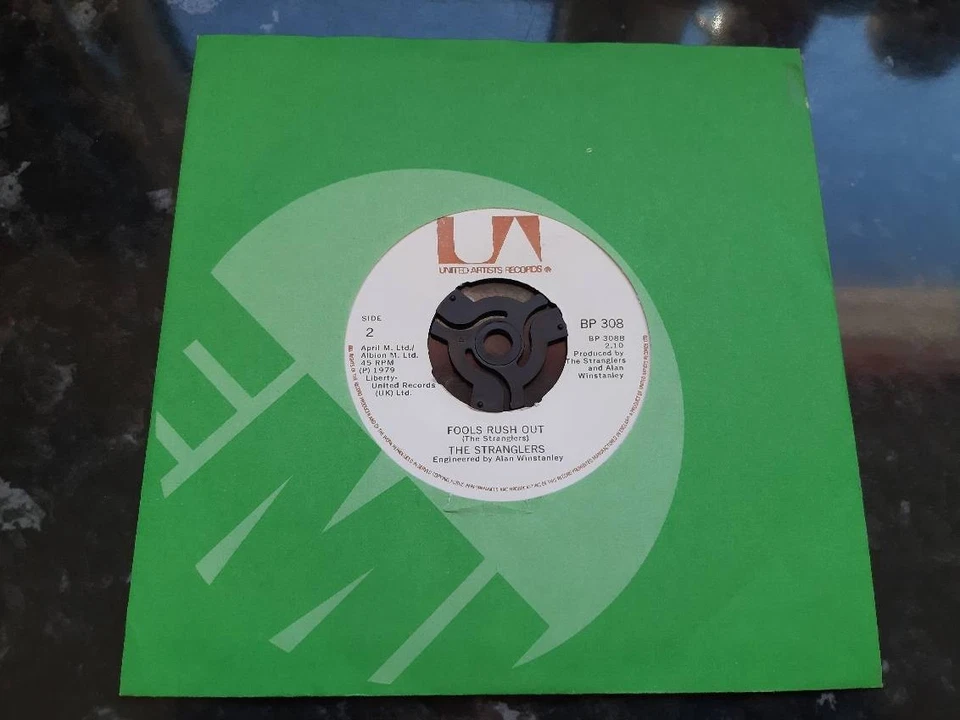 UA
UNITED ARTISTS RECORDS
SIDE
2
April M. Ltd./
Albion M. Ltd.
45 RPM
(P) 1979
Liberty-
United Records
(UK) Ltd.
BP 308
BP 308B
2.10
Produced by
The Stranglers
and Alan
Winstanley
FOOLS RUSH OUT
(The Stranglers)
THE STRANGLERS
Engineered by Alan Winstanley